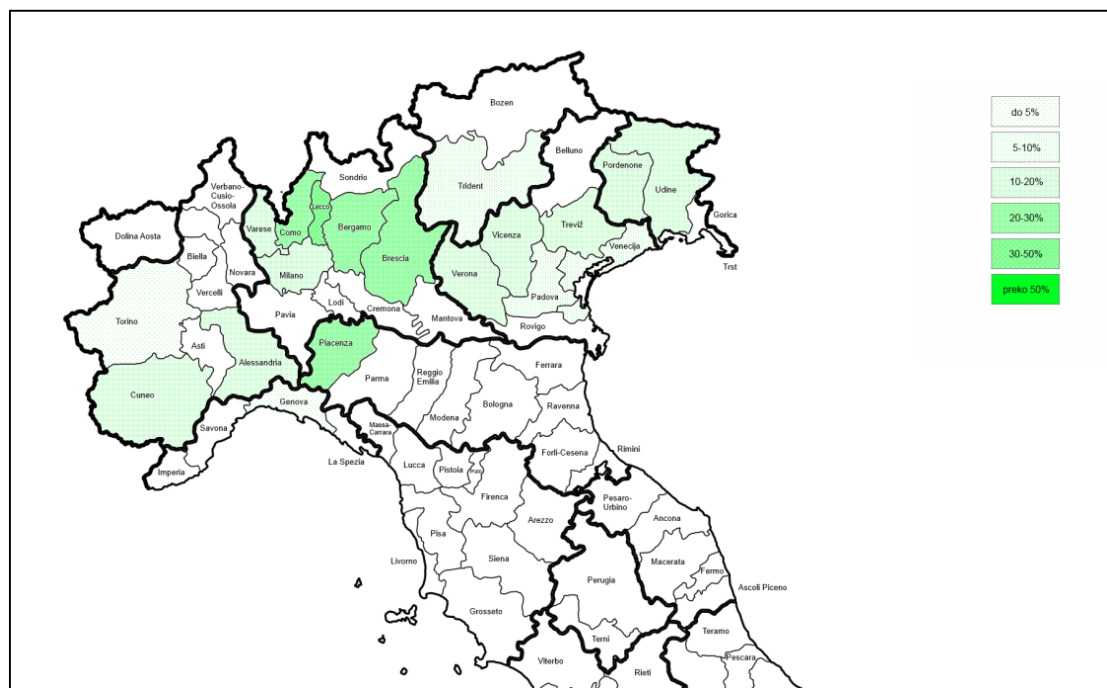 Bozen
do 5%
5-10%
10-20%
20-30%
30-50%
preko 50%
Belluno
Sondrio
Trident
Pordenone
Udine
Verbano-
Cusio-
Ossola
Lecco
Gorica
Varese
Como
Bergamo
Treviž
Dolina Aosta
Vicenza
Venecija
Biella
Brescia
Trst
Novara
Milano
Verona
Vercelli
Padova
Lodi
Cremona
Pavia
Mantova
Torino
Rovigo
Asti
Piacenza
Alessandria
Ferrara
Reggio
Emilia
Parma
Cuneo
Genova
Bologna
Ravenna
Modena
Massa-
Carrara
Savona
Rimini
Forli-Cesena
La Spezia
Lucca
Pistoia
Prato
Imperia
Firenca
Pesaro-
Urbino
Ancona
Arezzo
Pisa
Siena
Livorno
Macerata
Fermo
Perugia
Ascoli Piceno
Grosseto
Terni
Teramo
Viterbo
Rieti
Pescara